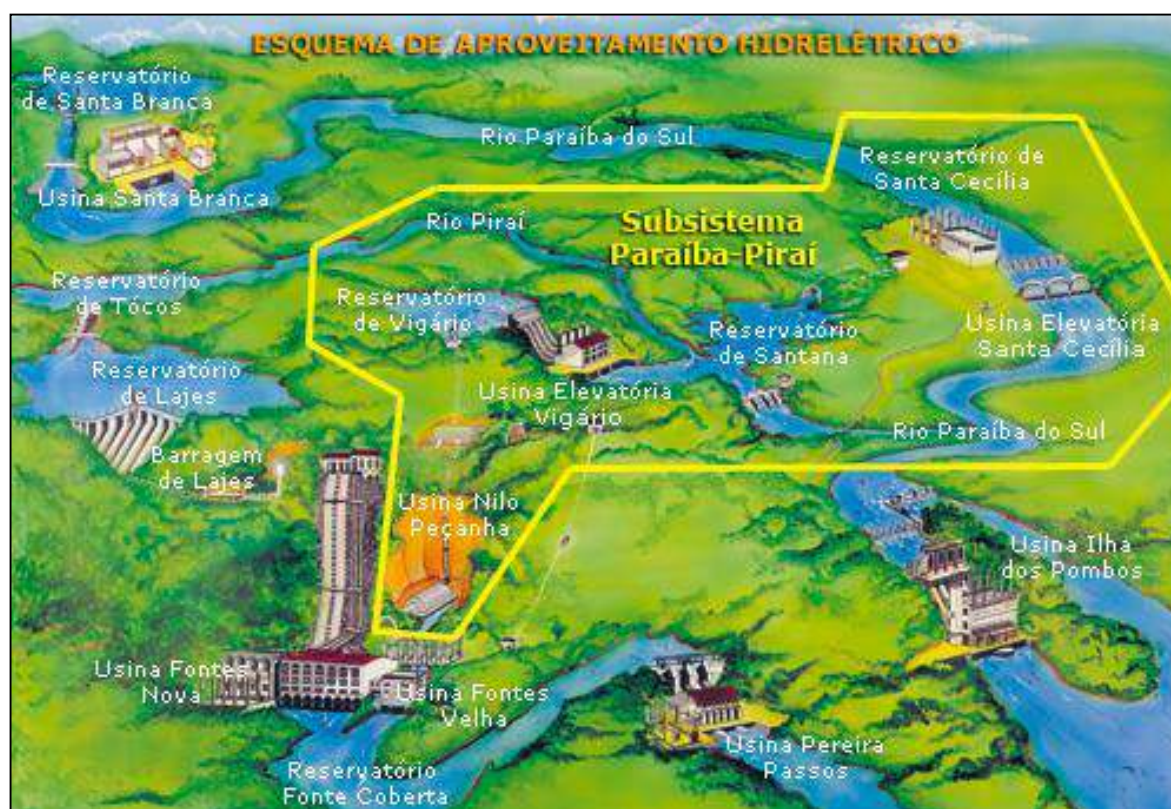 ESQUEMA DE APROVEITAMENTO HIDRELÉTRICO
Reservatório
de Santa Branca
Usina Santa Branca
Rio Paraíba do Sul
Reservatório de
Santa Cecília
Rio Piraí
Subsistema
Paraíba-Piraí
Reservatório
de Tócos
Reservatório
de Vigário
Reservatório
de Santana
Usina Elevatória
Santa Cecília
Reservatório
de Lajes
Usina Elevatória
Vigário
Rio Paraíba do Sul
Barragem
de Lajes
Usina Nilo
Peçanha
Usina Ilha
dos Pombos
Usina Fontes
Nova
Usina Fontes
Velha
Usina Pereira
Passos
Reservatório
Fonte Coberta